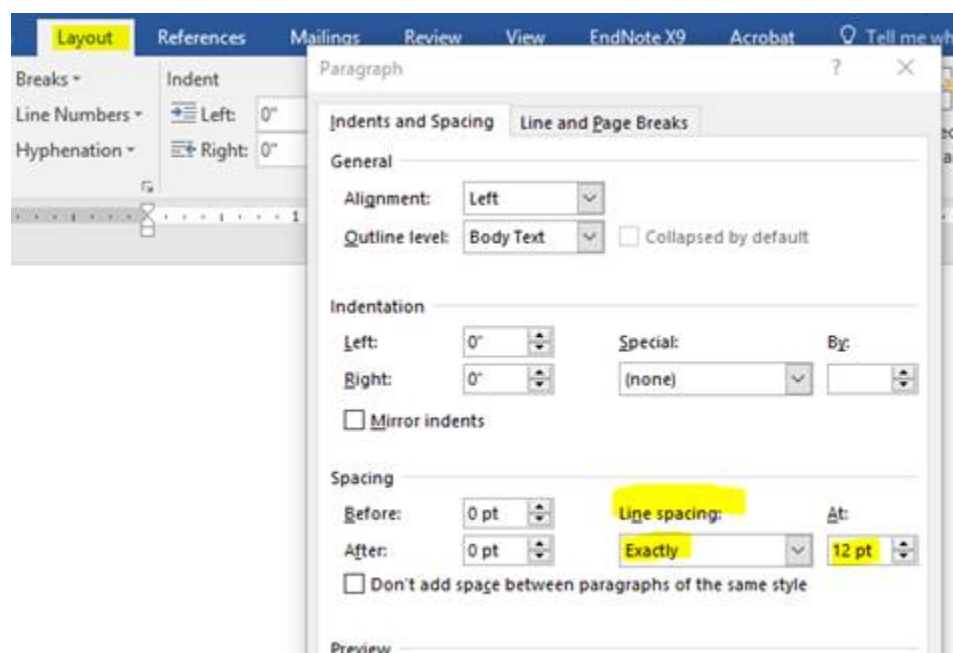 Layout References Mailings Review View EndNote X9 Acrobat Tell me wh
Paragraph ? ×
Breaks Indent
Line Numbers Left: 0"
Hyphenation Right: 0"
Indents and Spacing Line and Page Breaks
General
Alignment: Left
Outline level: Body Text Collapsed by default
1
Indentation
Left: 0" Special: By:
Right: 0" (none)
Mirror indents
Spacing
Before: 0 pt Line spacing: At:
After: 0 pt Exactly 12 pt
Don't add space between paragraphs of the same style
Preview